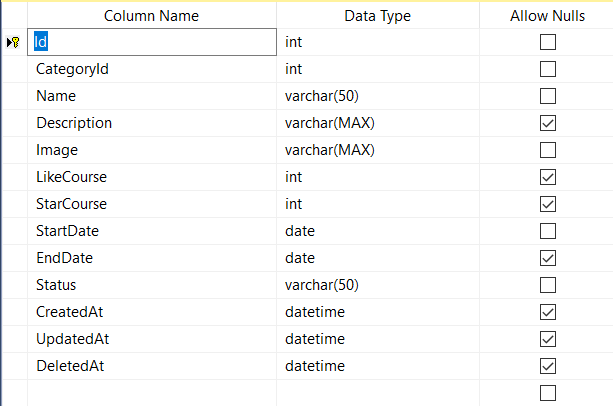 Column Name Data Type Allow Nulls
Id int
CategoryId int
Name varchar(50)
Description varchar(MAX)
Image varchar(MAX)
LikeCourse int
StarCourse int
StartDate date
EndDate date
Status varchar(50)
CreatedAt datetime
UpdatedAt datetime
DeletedAt datetime